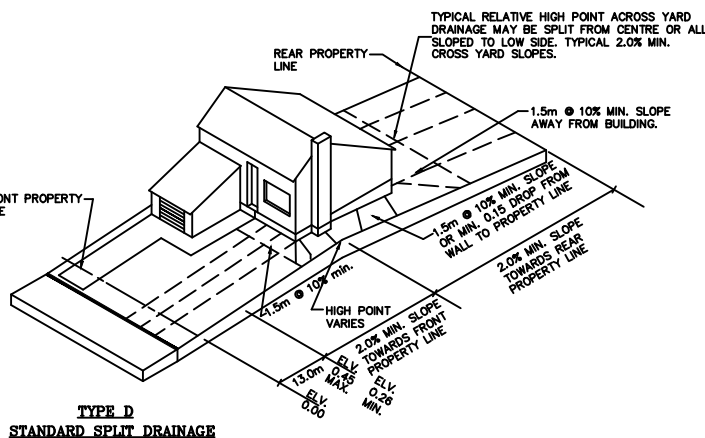 TYPICAL RELATIVE HIGH POINT ACROSS YARD
DRAINAGE MAY BE SPLIT FROM CENTRE OR ALL
SLOPED TO LOW SIDE. TYPICAL 2.0% MIN.
CROSS YARD SLOPES.
REAR PROPERTY
LINE
1.5m @ 10% MIN. SLOPE
AWAY FROM BUILDING.
ONT PROPERTY
E
1.5m @ 10% MIN. SLOPE
OR MIN. 0.15 DROP FROM
WALL TO PROPERTY LINE
2.0% MIN. SLOPE
TOWARDS REAR
PROPERTY LINE
1.5m @ 10% min.
HIGH POINT
VARIES
2.0% MIN. SLOPE
TOWARDS FRONT
PROPERTY LINE
13.0m
ELV.
0.45
MAX.
ELV.
0.26
MIN.
ELV.
0.00
TYPE D
STANDARD SPLIT DRAINAGE